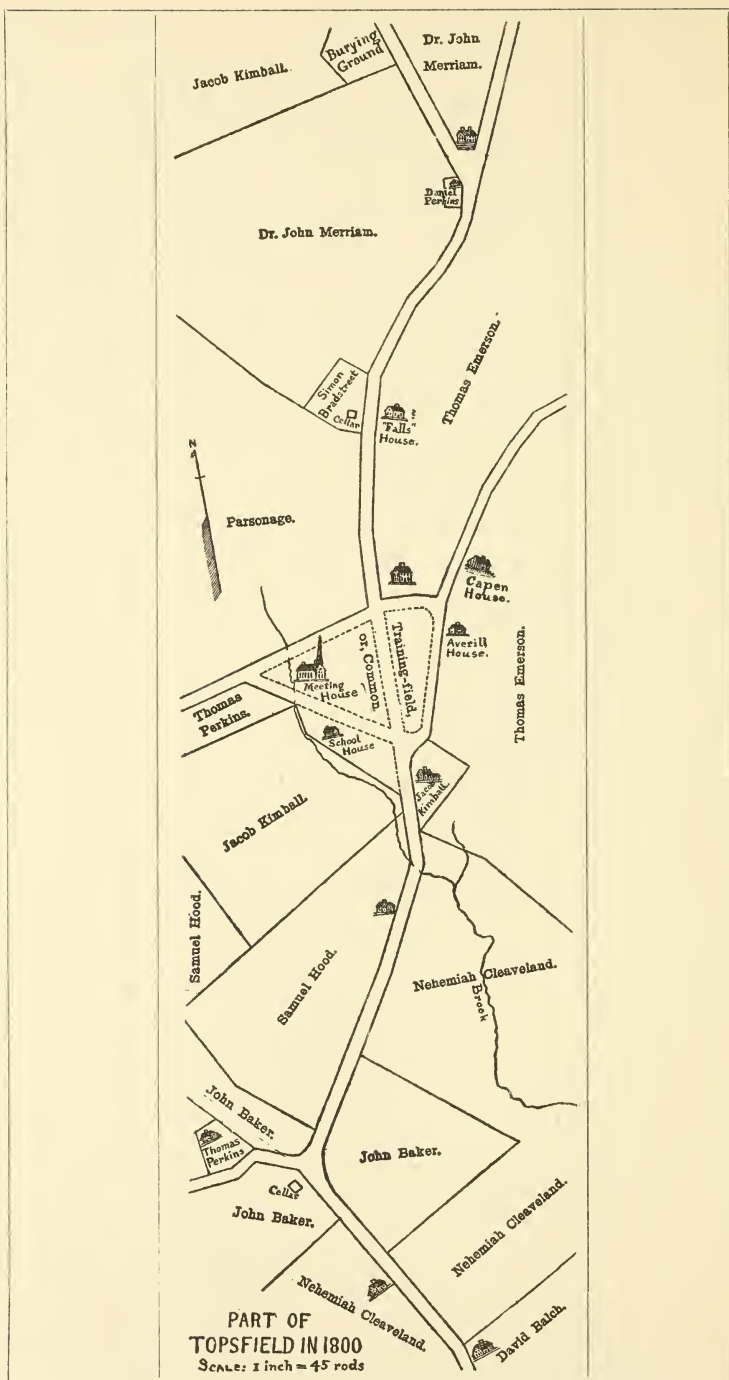 Jacob Kimball.
Burying
Ground
Dr. John
Merriam.
Daniel
Perkins
Dr. John Merriam.
Thomas Emerson.
Simon
Bradstreet
Cellar
"Falls"
House.
N
Parsonage.
Capen
House.
Training-field,
or, Common
Averill
House.
Meeting
House
Thomas Emerson.
Thomas
Perkins.
School
House
Jacob
Kimball.
Jacob Kimball.
Samuel Hood.
Samuel Hood.
Nehemiah Cleaveland.
Brook
John Baker.
Thomas
Perkins
John Baker.
Cellar
John Baker.
Nehemiah Cleaveland.
Nehemiah Cleaveland.
David Balch.
PART OF
TOPSFIELD IN 1800
SCALE: 1 inch = 45 rods